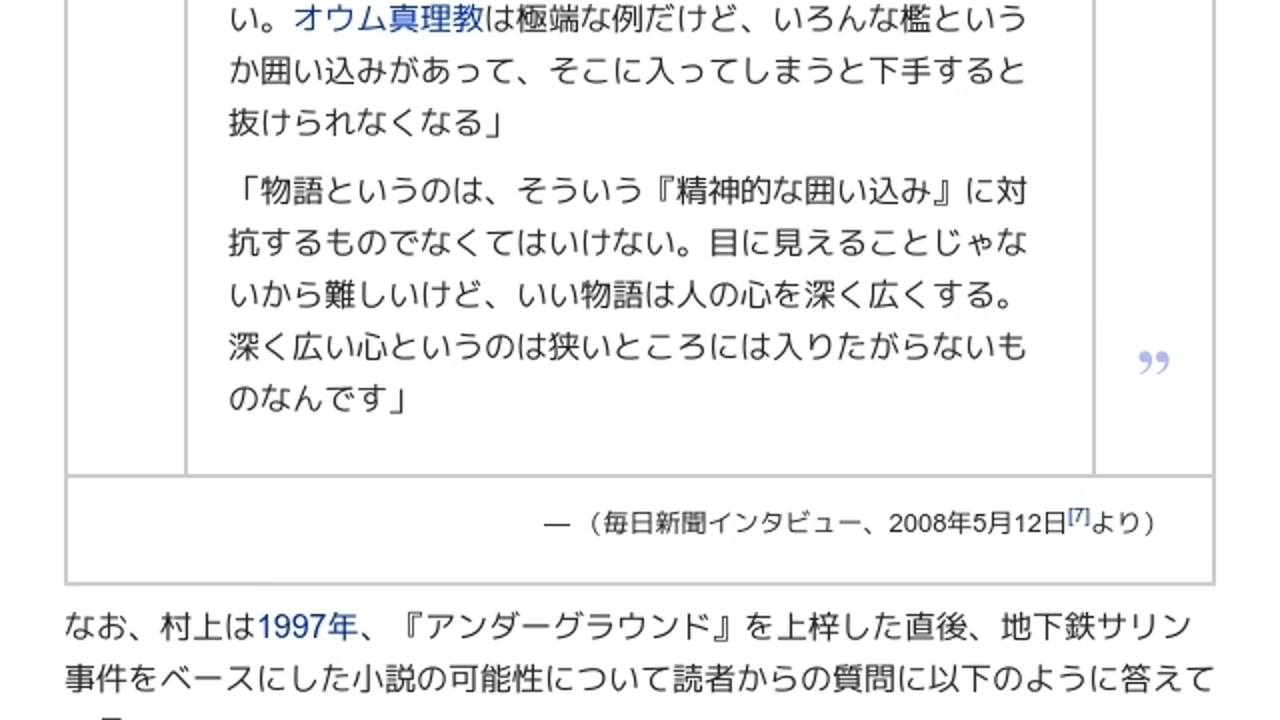 い。オウム真理教は極端な例だけど、いろんな檻という
か囲い込みがあって、そこに入ってしまうと下手すると
抜けられなくなる」
「物語というのは、そういう『精神的な囲い込み』に対
抗するものでなくてはいけない。目に見えることじゃな
いから難しいけど、いい物語は人の心を深く広くする。
深く広い心というのは狭いところには入りたがらないも
のなんです」
”
— （毎日新聞インタビュー、2008年5月12日[7]より）
なお、村上は1997年、『アンダーグラウンド』を上梓した直後、地下鉄サリン
事件をベースにした小説の可能性について読者からの質問に以下のように答えて